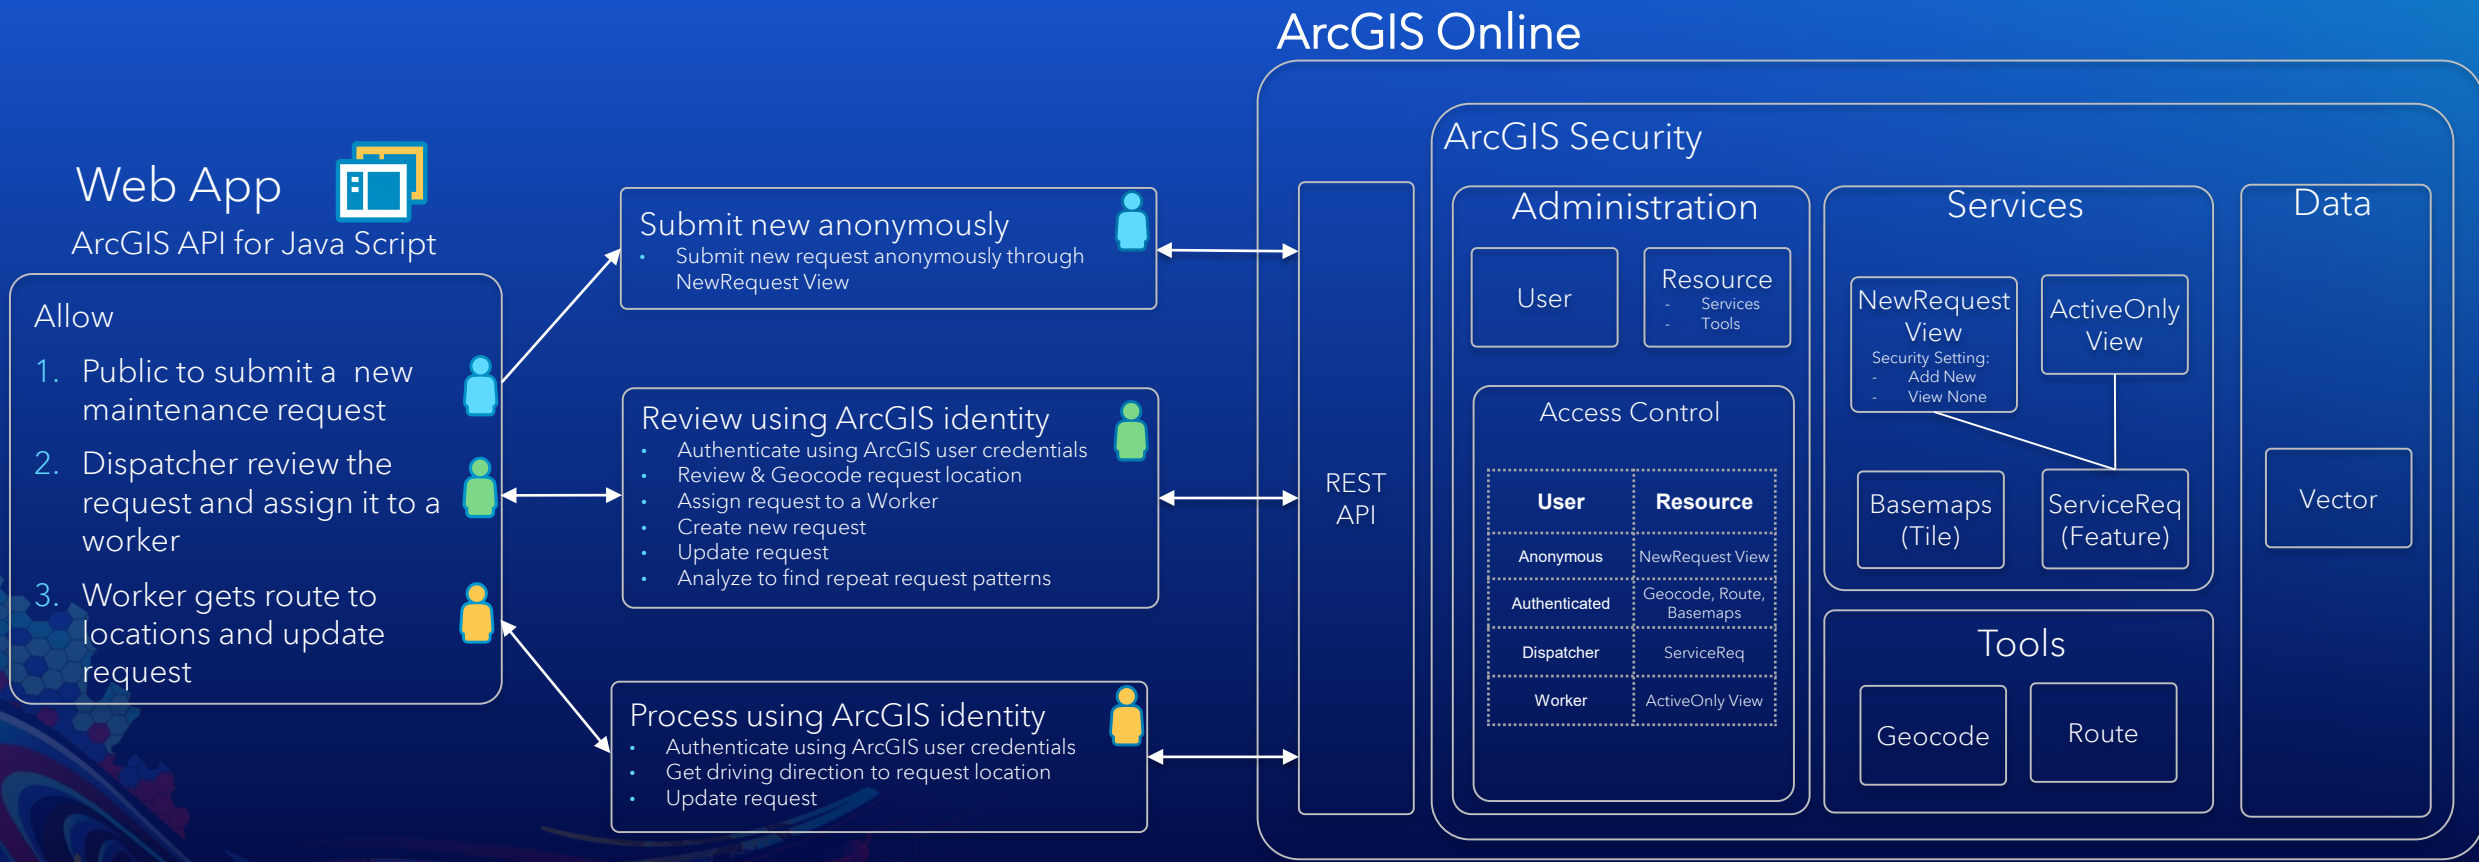 ArcGIS Online
Web App
ArcGIS API for Java Script
Allow
1. Public to submit a new
maintenance request
2. Dispatcher review the
request and assign it to a
worker
3. Worker gets route to
locations and update
request
Submit new anonymously
• Submit new request anonymously through
NewRequest View
Review using ArcGIS identity
• Authenticate using ArcGIS user credentials
• Review & Geocode request location
• Assign request to a Worker
• Create new request
• Update request
• Analyze to find repeat request patterns
Process using ArcGIS identity
• Authenticate using ArcGIS user credentials
• Get driving direction to request location
• Update request
REST
API
ArcGIS Security
Administration
User
Resource
- Services
- Tools
Access Control
User Resource
Anonymous NewRequest View
Authenticated Geocode, Route,
Basemaps
Dispatcher ServiceReq
Worker ActiveOnly View
Services
NewRequest
View
Security Setting:
- Add New
- View None
ActiveOnly
View
Basemaps
(Tile)
ServiceReq
(Feature)
Tools
Geocode
Route
Data
Vector